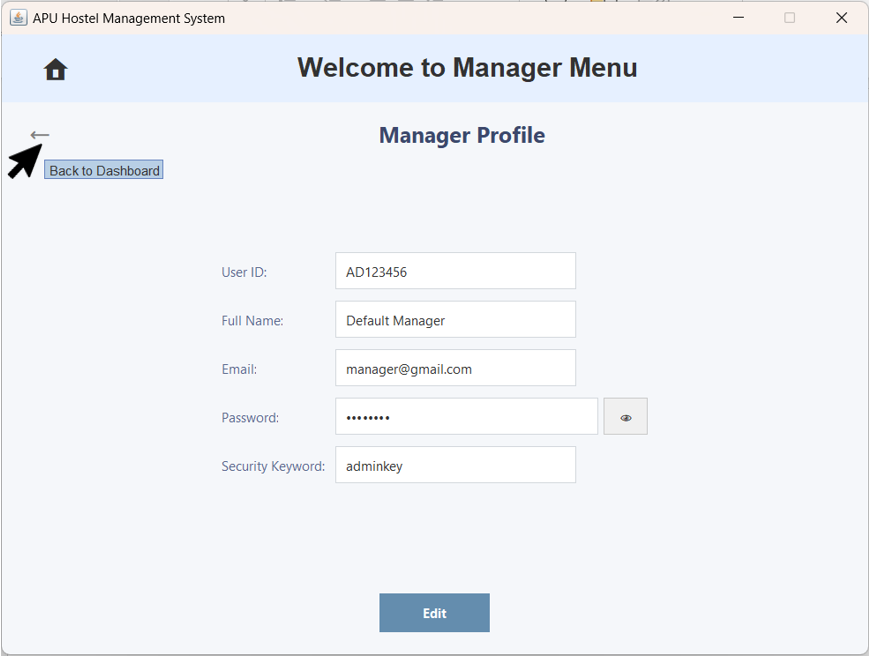 APU Hostel Management System
Welcome to Manager Menu
Manager Profile
Back to Dashboard
User ID: AD123456
Full Name: Default Manager
Email: manager@gmail.com
Password: ••••••••
Security Keyword: adminkey
Edit